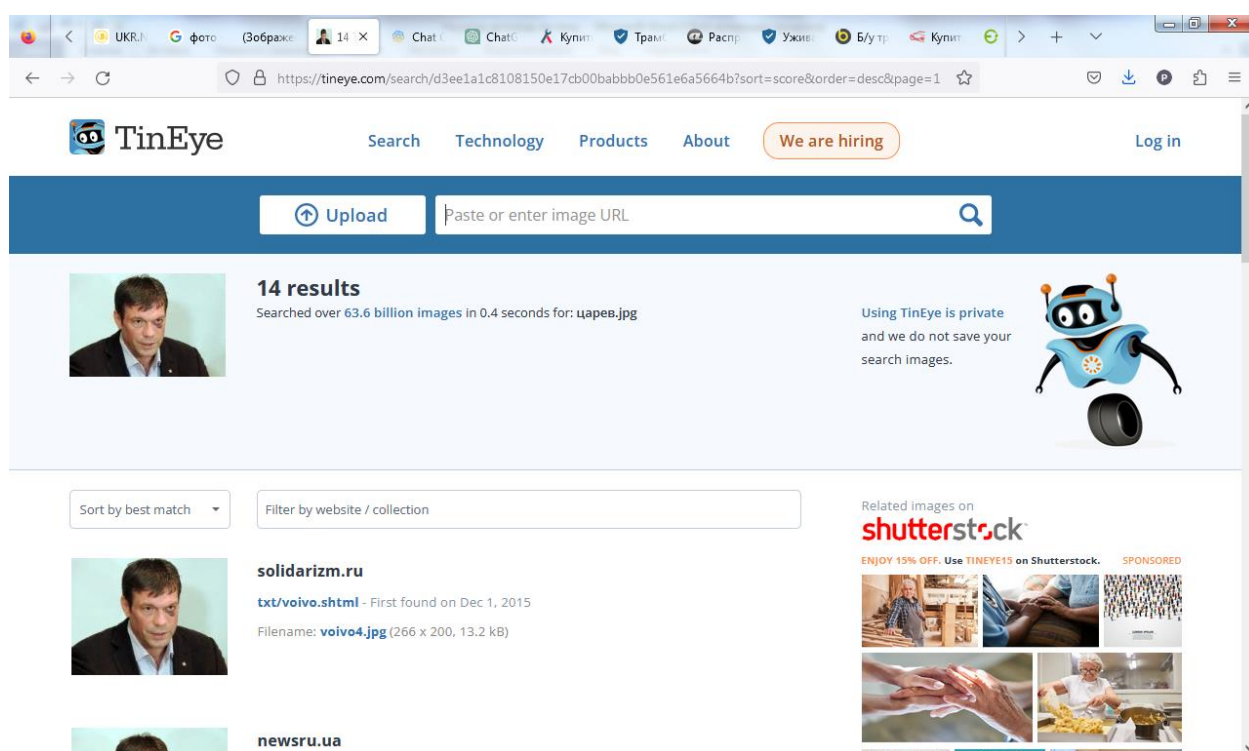 UKR.N
фото
(Зображе
14
Chat
ChatG
Купит
Трам
Распр
Ужив
Б/у тр
Купит
https://tineye.com/search/d3ee1a1c8108150e17cb00babbb0e561e6a5664b?sort=score&order=desc&page=1
TinEye
Search
Technology
Products
About
We are hiring
Log in
Upload
Paste or enter image URL
14 results
Searched over 63.6 billion images in 0.4 seconds for: царев.jpg
Using TinEye is private
and we do not save your
search images.
Sort by best match
Filter by website / collection
Related images on
shutterstock
ENJOY 15% OFF. Use TINEYE15 on Shutterstock.
SPONSORED
solidarizm.ru
txt/voivo.shtml - First found on Dec 1, 2015
Filename: voivo4.jpg (266 x 200, 13.2 kB)
newsru.ua